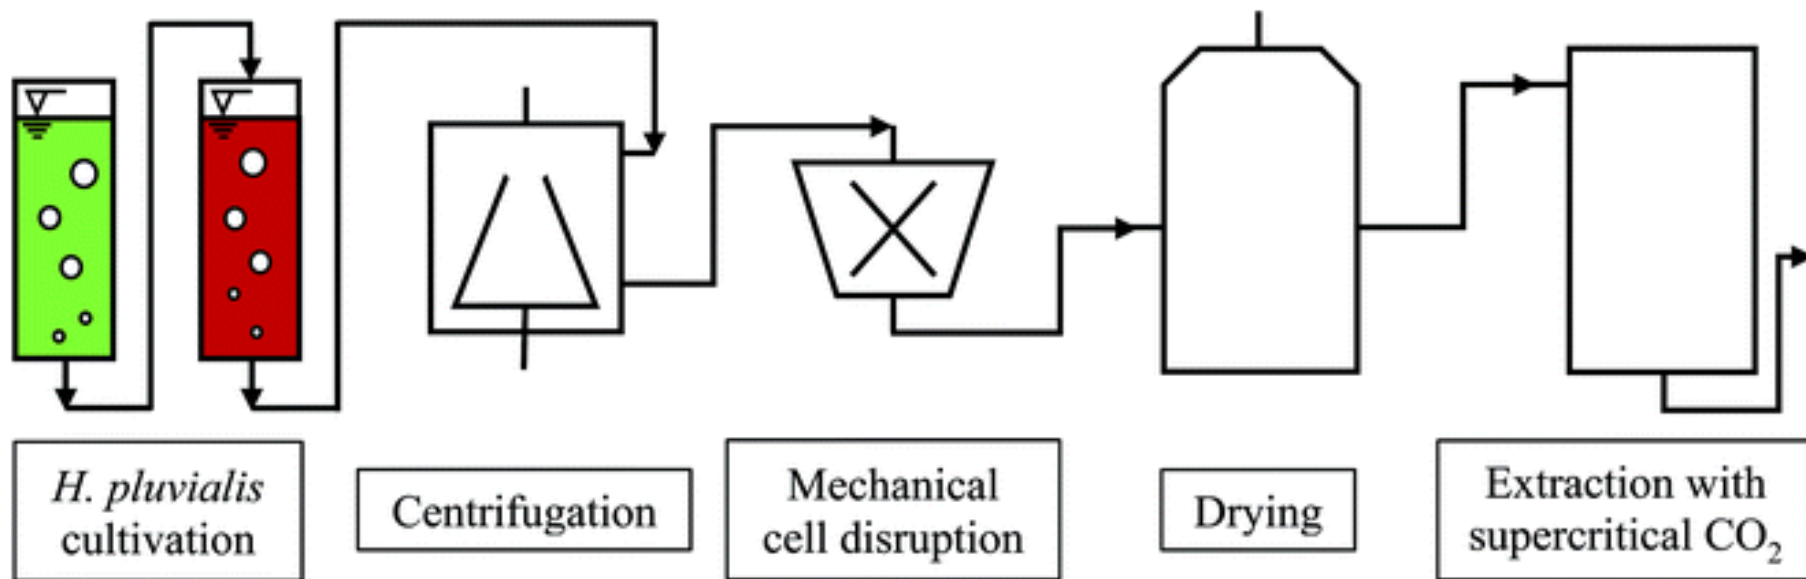 H. pluvialis
cultivation
Centrifugation
Mechanical
cell disruption
Drying
Extraction with
supercritical CO₂